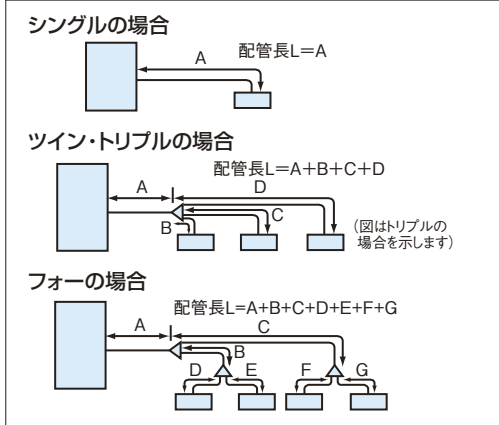 シングルの場合
配管長L=A
A
ツイン・トリプルの場合
配管長L=A+B+C+D
A
D
C
B
(図はトリプルの
場合を示します)
フォーの場合
配管長L=A+B+C+D+E+F+G
A
C
B
D
E
F
G